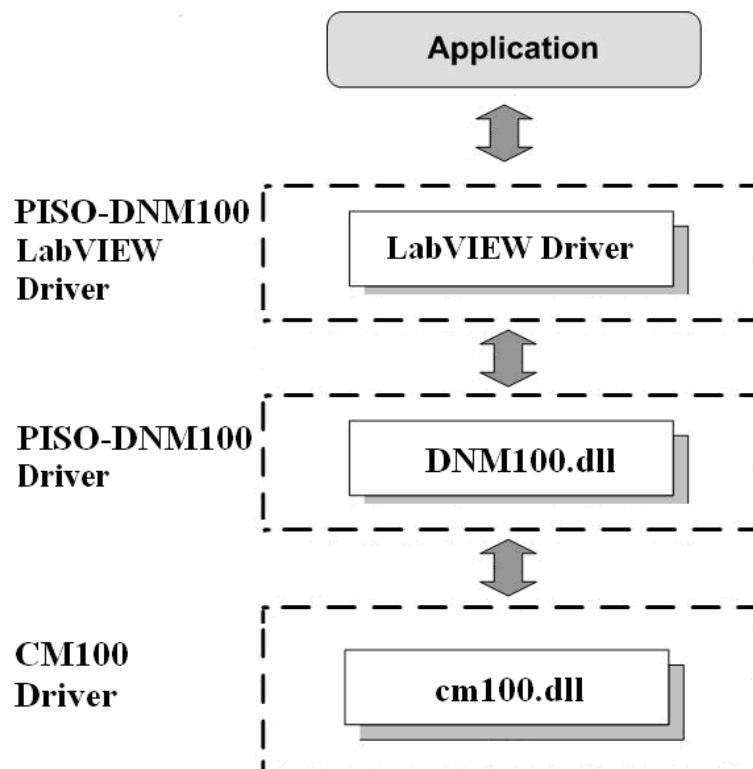 Application
PISO-DNM100
LabVIEW
Driver
LabVIEW Driver
PISO-DNM100
Driver
DNM100.dll
CM100
Driver
cm100.dll